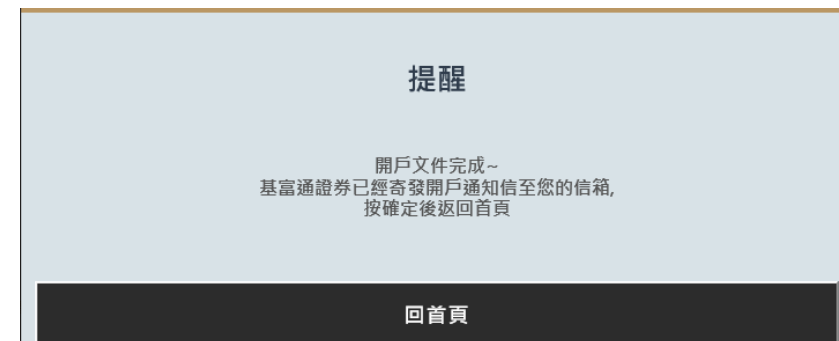 提醒
開戶文件完成~
基富通證券已經寄發開戶通知信至您的信箱,
按確定後返回首頁
回首頁